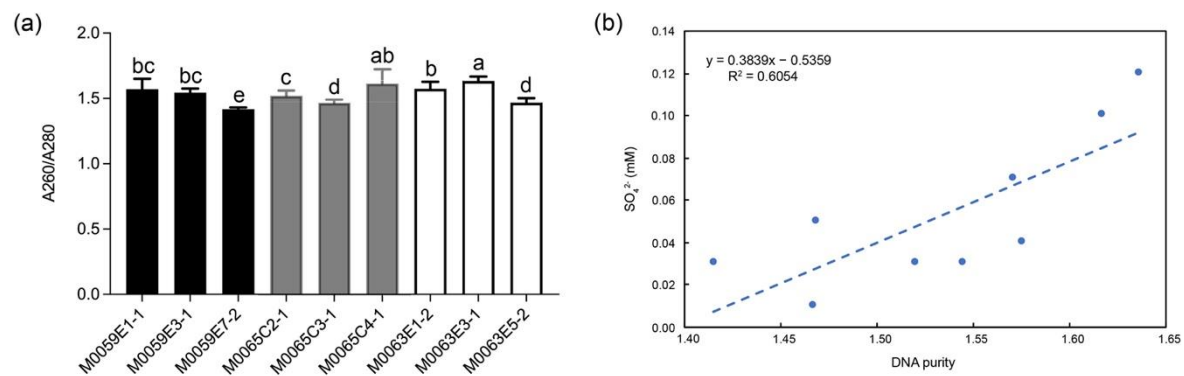 (a)
2.0
1.5
1.0
0.5
0.0
A260/A280
bc
bc
e
c
d
ab
b
a
d
M0059E1-1
M0059E3-1
M0059E7-2
M0065C2-1
M0065C3-1
M0065C4-1
M0063E1-2
M0063E3-1
M0063E5-2
(b)
0.14
0.12
0.10
0.08
0.06
0.04
0.02
0.00
SO₄²⁻ (mM)
y = 0.3839x − 0.5359
R² = 0.6054
1.40
1.45
1.50
1.55
1.60
1.65
DNA purity